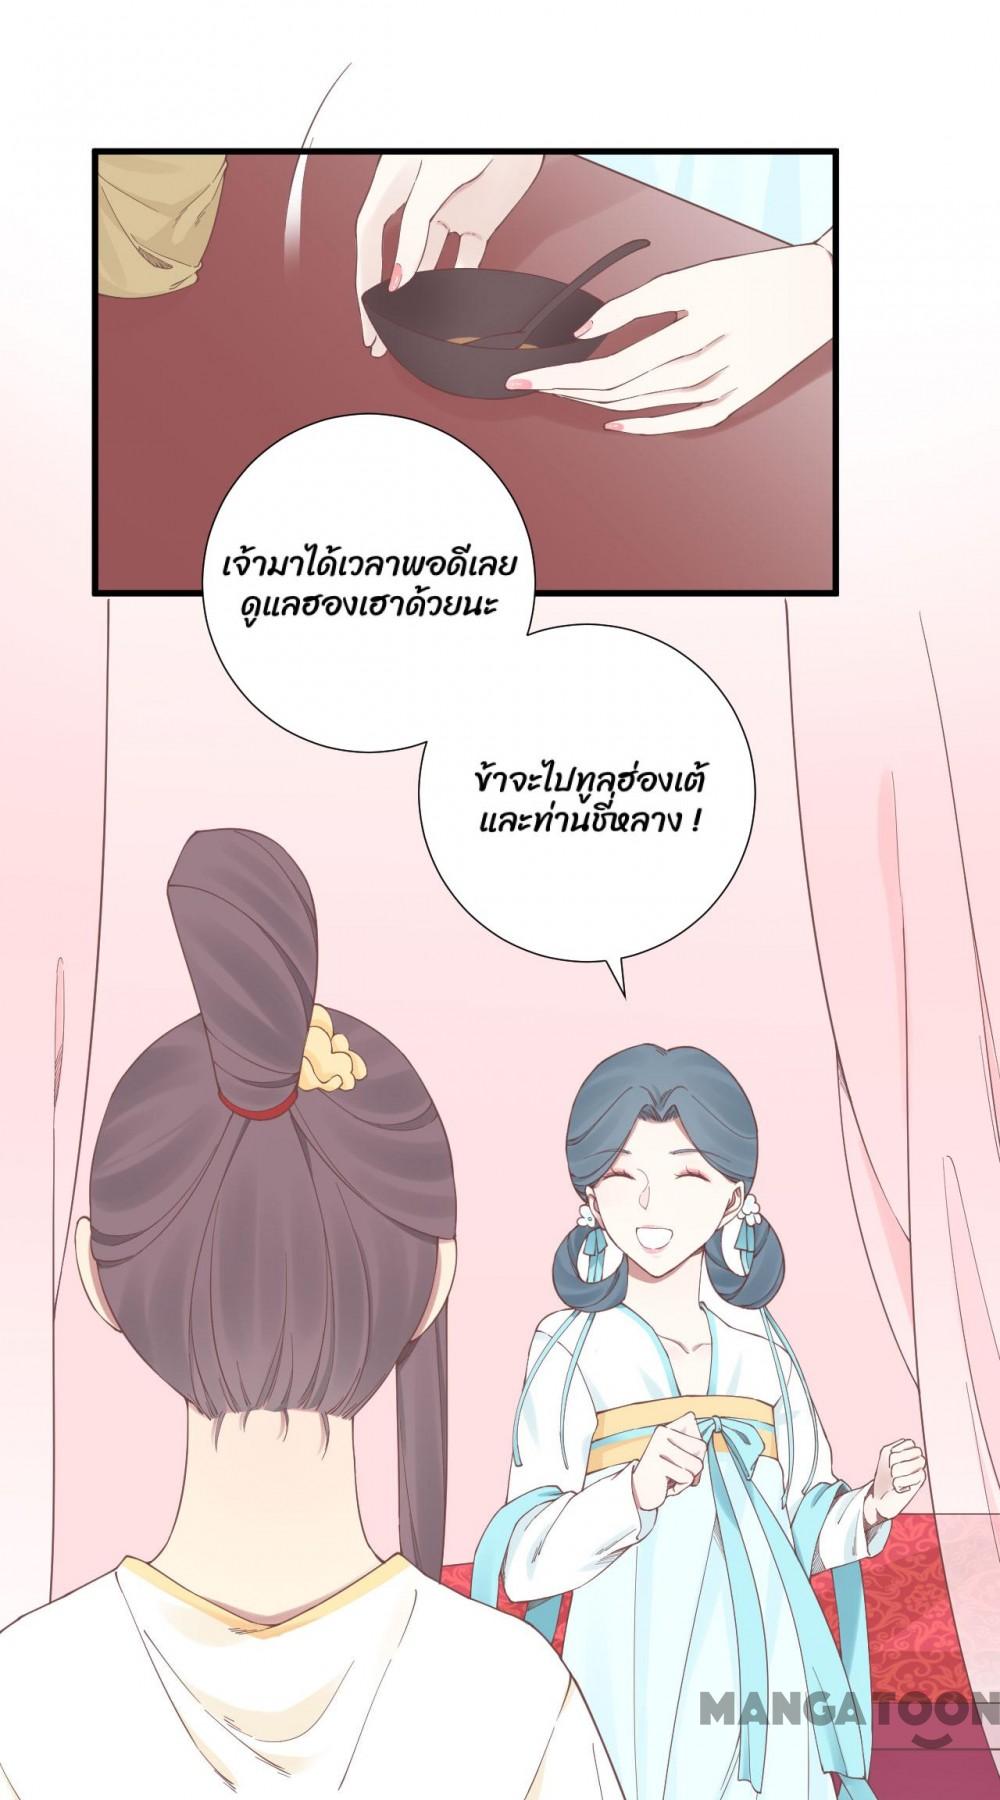 เจ้ามาได้เวลาพอดีเลย
ดูแลฮองเฮาด้วยนะ
ข้าจะไปทูลฮ่องเต้
และท่านชี่หลาง !
MANGATOON